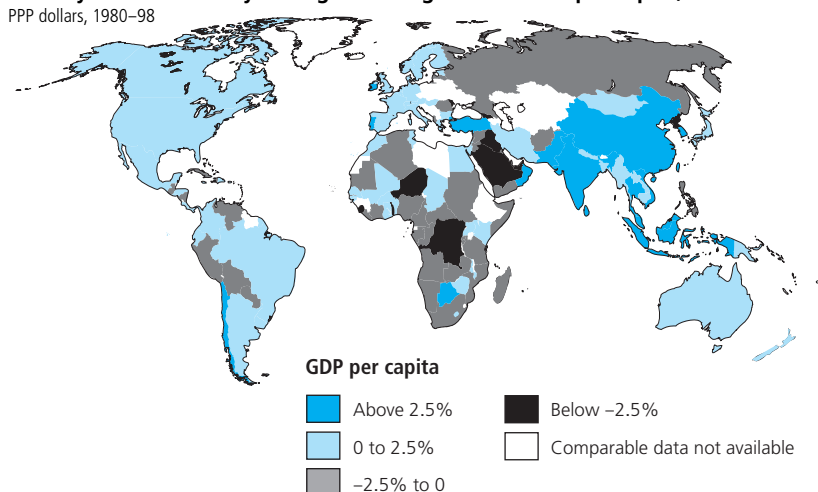 PPP dollars, 1980–98
GDP per capita
Above 2.5%
0 to 2.5%
–2.5% to 0
Below –2.5%
Comparable data not available